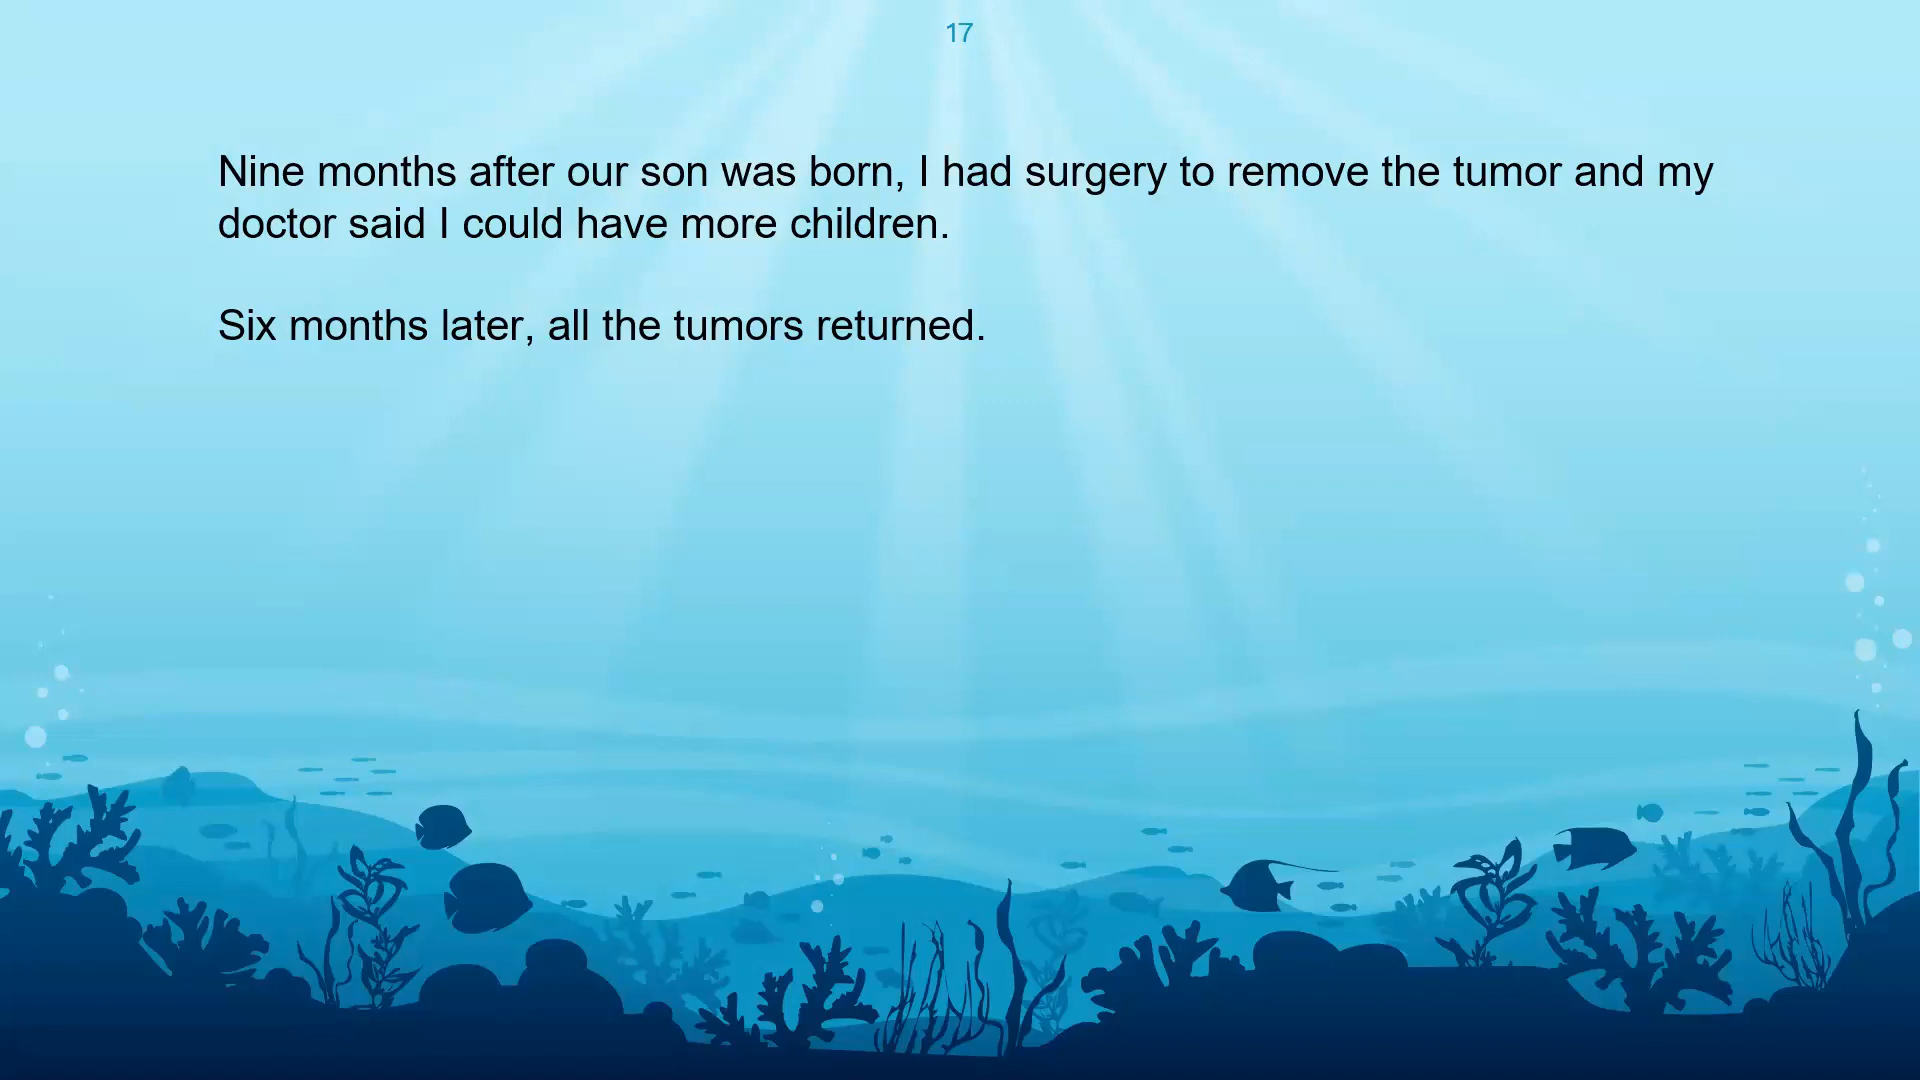 17
Nine months after our son was born, I had surgery to remove the tumor and my
doctor said I could have more children.
Six months later, all the tumors returned.